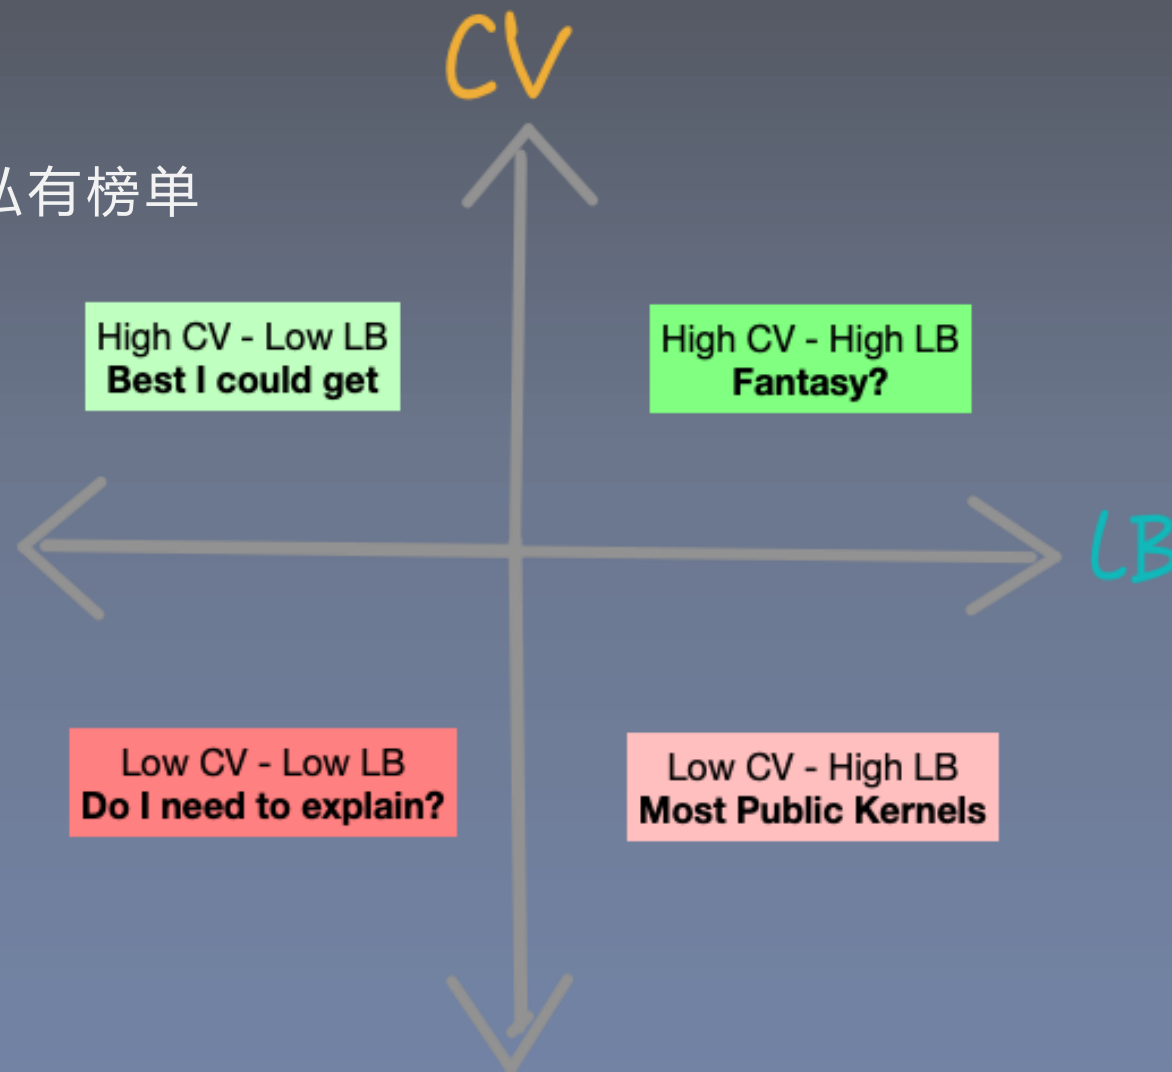 CV
私有榜单
High CV - Low LB
Best I could get
High CV - High LB
Fantasy?
LB
Low CV - Low LB
Do I need to explain?
Low CV - High LB
Most Public Kernels